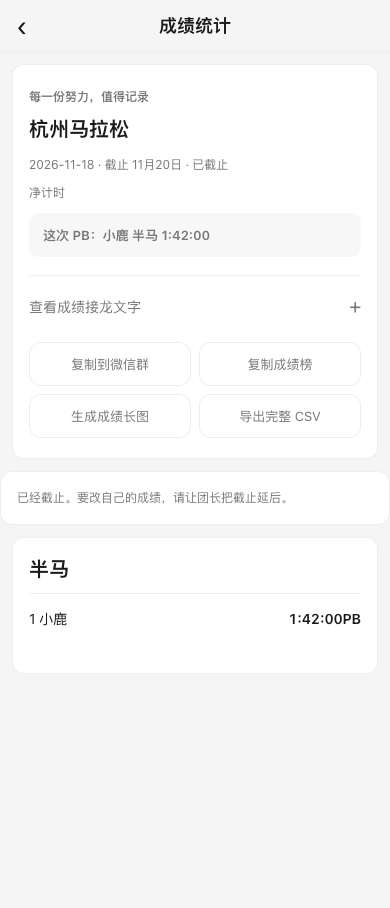 ‹ 成绩统计
每一份努力，值得记录
杭州马拉松
2026-11-18 · 截止 11月20日 · 已截止
净计时
这次 PB：小鹿 半马 1:42:00
查看成绩接龙文字 +
复制到微信群 复制成绩榜
生成成绩长图 导出完整 CSV
已经截止。要改自己的成绩，请让团长把截止延后。
半马
1 小鹿 1:42:00PB